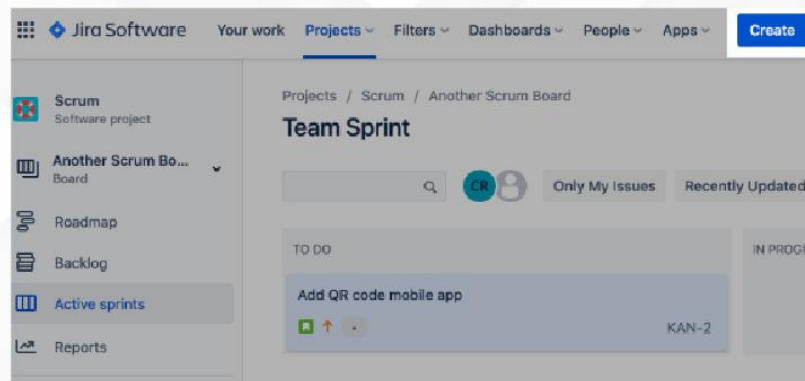 Jira Software Your work Projects Filters Dashboards People Apps Create
Scrum
Software project
Another Scrum Bo...
Board
Roadmap
Backlog
Active sprints
Reports
Projects / Scrum / Another Scrum Board
Team Sprint
CR Only My Issues Recently Updated
TO DO IN PROG
Add QR code mobile app
KAN-2